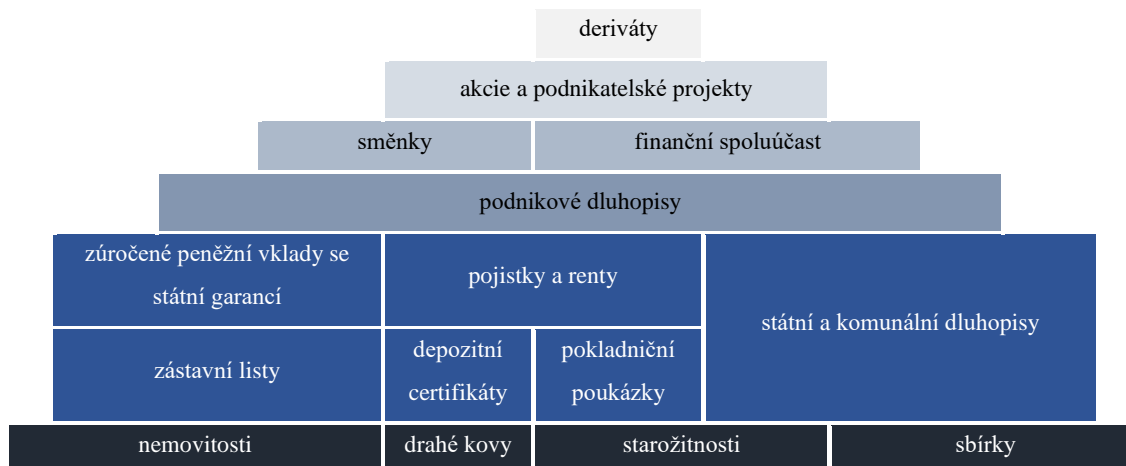 deriváty
akcie a podnikatelské projekty
směnky
finanční spoluúčast
podnikové dluhopisy
zúročené peněžní vklady se
státní garancí
pojistky a renty
státní a komunální dluhopisy
zástavní listy
depozitní
certifikáty
pokladniční
poukázky
nemovitosti
drahé kovy
starožitnosti
sbírky